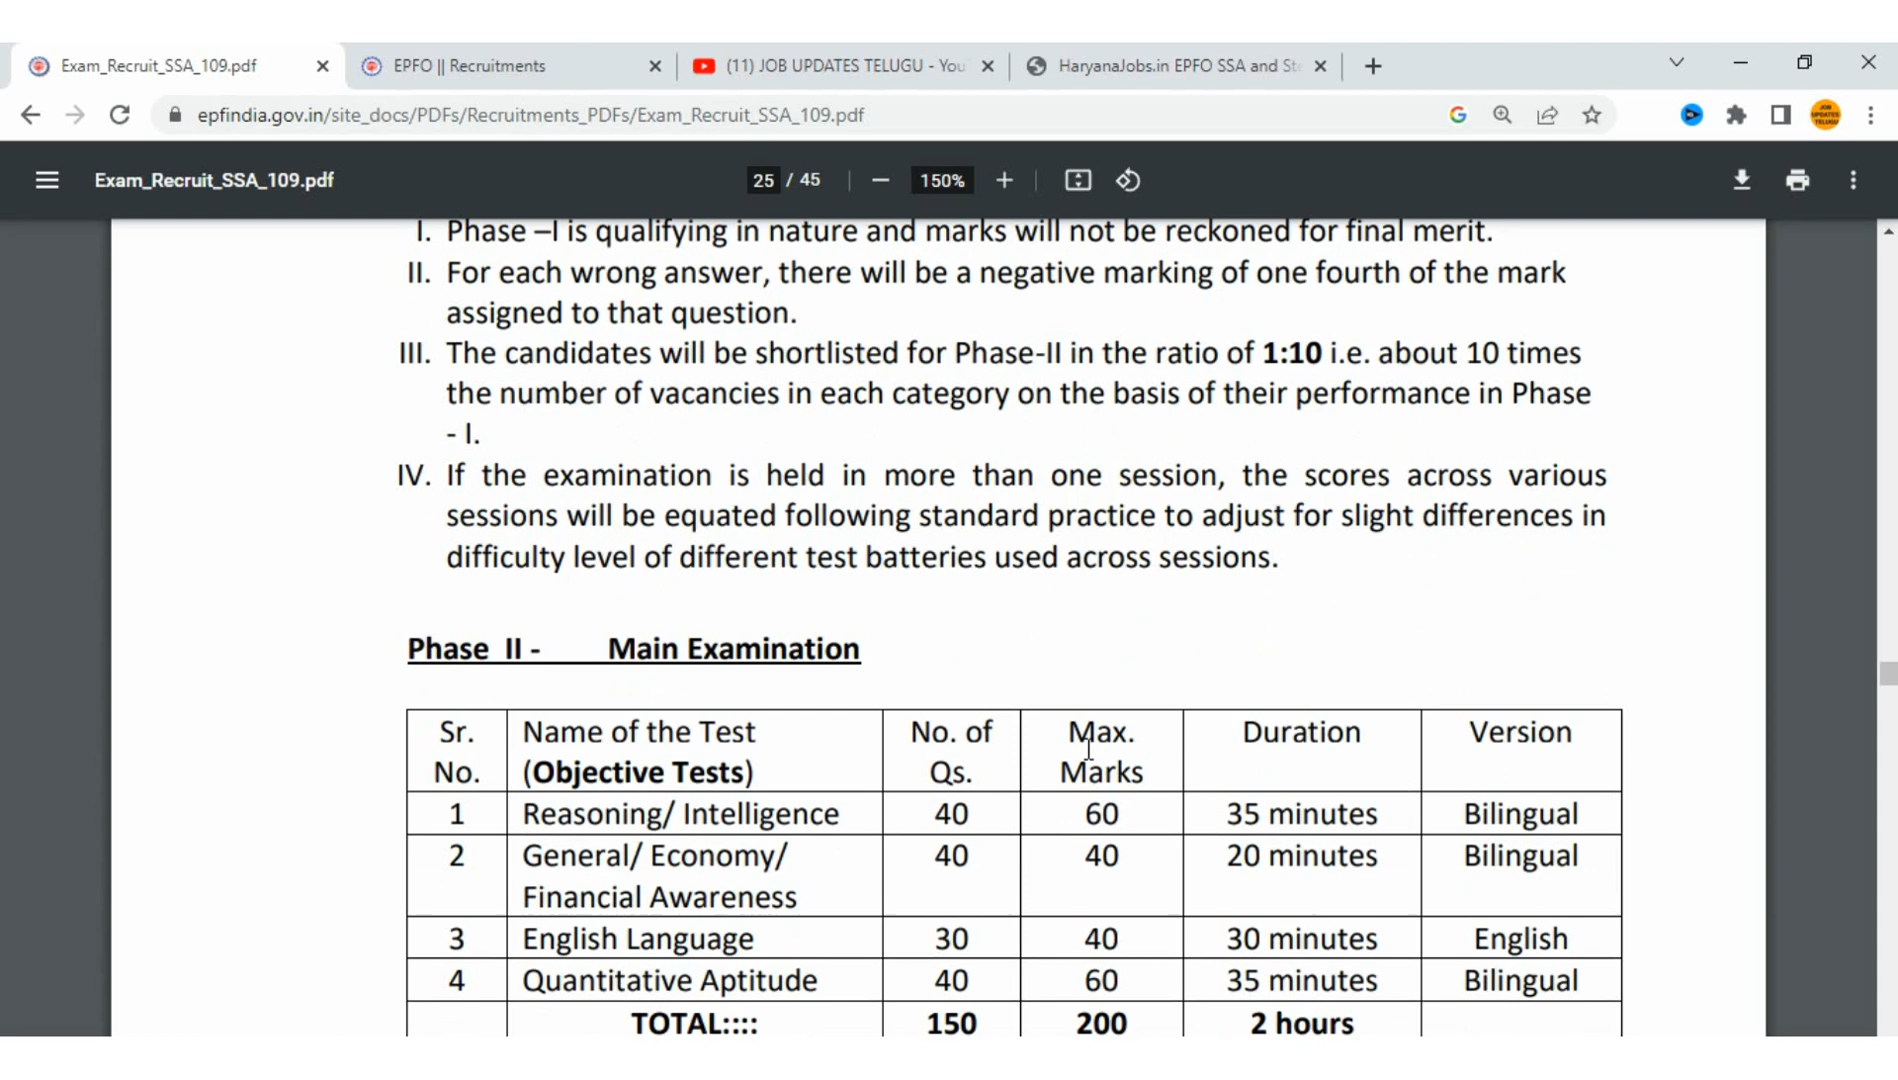 Exam_Recruit_SSA_109.pdf
EPFO || Recruitments
(11) JOB UPDATES TELUGU - You
HaryanaJobs.in EPFO SSA and Ste
epfindia.gov.in/site_docs/PDFs/Recruitments_PDFs/Exam_Recruit_SSA_109.pdf
JOB UPDATES TELUGU
Exam_Recruit_SSA_109.pdf
25 / 45
150%
I. Phase –I is qualifying in nature and marks will not be reckoned for final merit.
II. For each wrong answer, there will be a negative marking of one fourth of the mark
assigned to that question.
III. The candidates will be shortlisted for Phase-II in the ratio of 1:10 i.e. about 10 times
the number of vacancies in each category on the basis of their performance in Phase
- I.
IV. If the examination is held in more than one session, the scores across various
sessions will be equated following standard practice to adjust for slight differences in
difficulty level of different test batteries used across sessions.
Phase II - Main Examination
Sr. Name of the Test No. of Max. Duration Version
No. (Objective Tests) Qs. Marks
1 Reasoning/ Intelligence 40 60 35 minutes Bilingual
2 General/ Economy/ 40 40 20 minutes Bilingual
Financial Awareness
3 English Language 30 40 30 minutes English
4 Quantitative Aptitude 40 60 35 minutes Bilingual
TOTAL:::: 150 200 2 hours